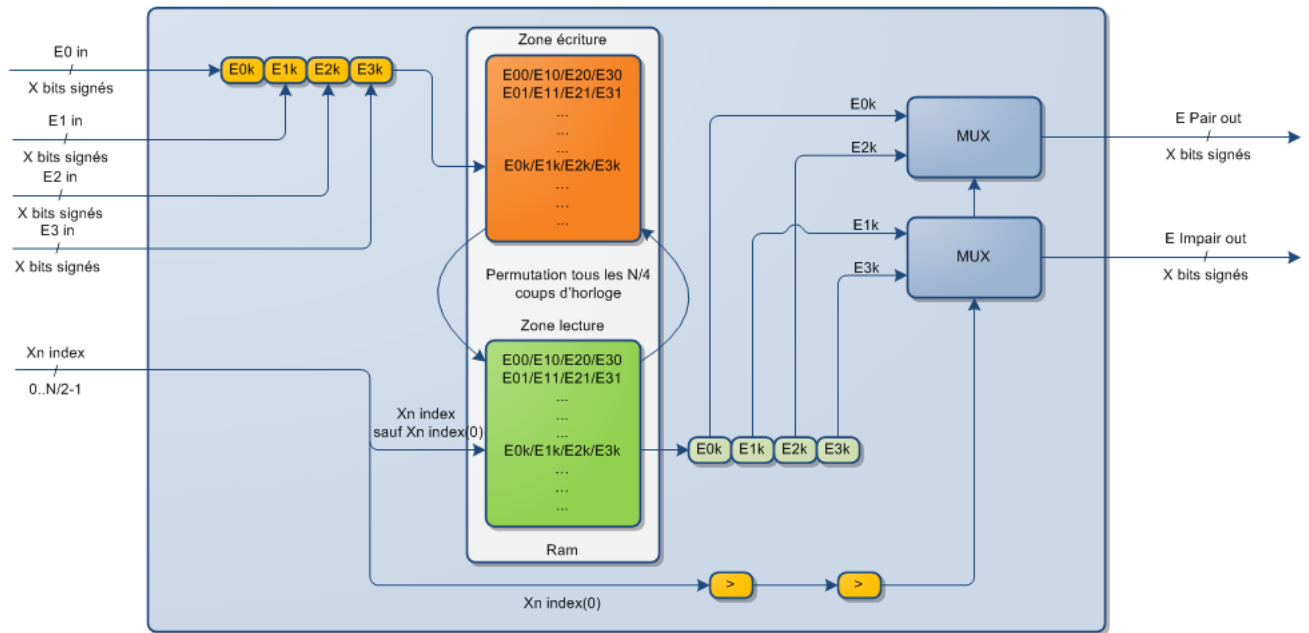 E0 in
X bits signés
E1 in
X bits signés
E2 in
X bits signés
E3 in
X bits signés
Xn index
0..N/2-1
E0k E1k E2k E3k
Zone écriture
E00/E10/E20/E30
E01/E11/E21/E31
...
...
...
E0k/E1k/E2k/E3k
...
...
...
Permutation tous les N/4
coups d'horloge
Zone lecture
E00/E10/E20/E30
E01/E11/E21/E31
...
...
...
E0k/E1k/E2k/E3k
...
...
...
Ram
Xn index
sauf Xn index(0)
Xn index(0)
E0k E1k E2k E3k
> >
E0k
E2k
MUX
E1k
E3k
MUX
E Pair out
X bits signés
E Impair out
X bits signés